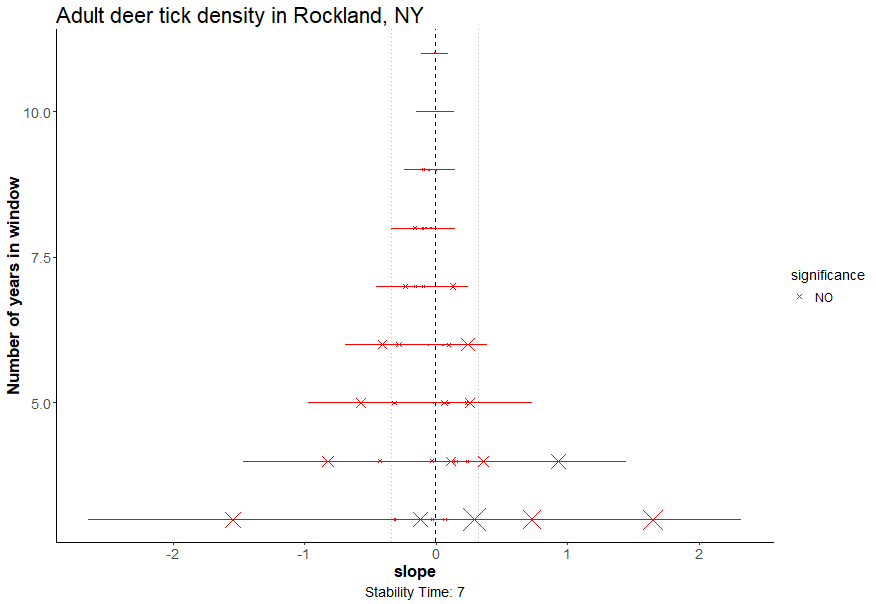 Adult deer tick density in Rockland, NY
Number of years in window
10.0
7.5
5.0
significance
NO
-2
-1
0
1
2
slope
Stability Time: 7